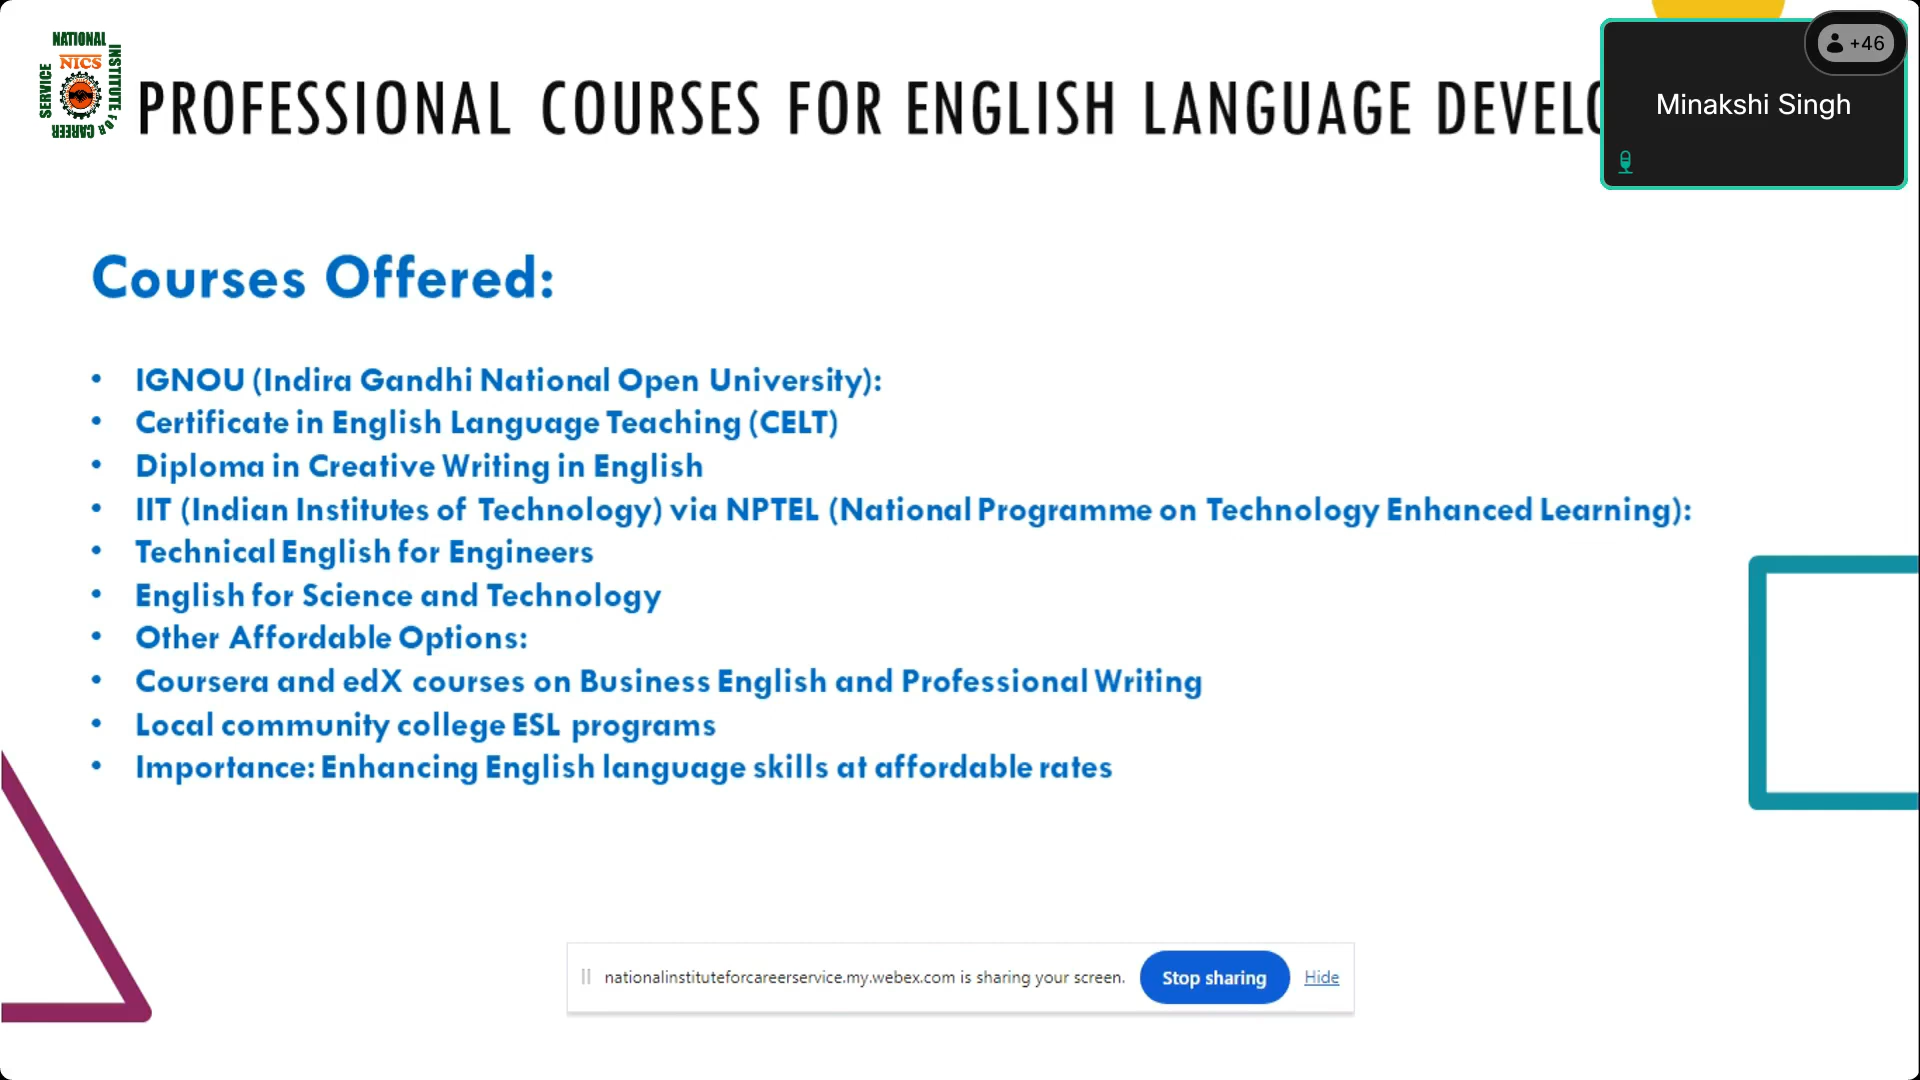 NATIONAL
INSTITUTE FOR
CAREER
SERVICE
NICS
PROFESSIONAL COURSES FOR ENGLISH LANGUAGE
+46
Minakshi Singh
Courses Offered:
• IGNOU (Indira Gandhi National Open University):
• Certificate in English Language Teaching (CELT)
• Diploma in Creative Writing in English
• IIT (Indian Institutes of Technology) via NPTEL (National Programme on Technology Enhanced Learning):
• Technical English for Engineers
• English for Science and Technology
• Other Affordable Options:
• Coursera and edX courses on Business English and Professional Writing
• Local community college ESL programs
• Importance: Enhancing English language skills at affordable rates
nationalinstituteforcareerservice.my.webex.com is sharing your screen.
Stop sharing
Hide